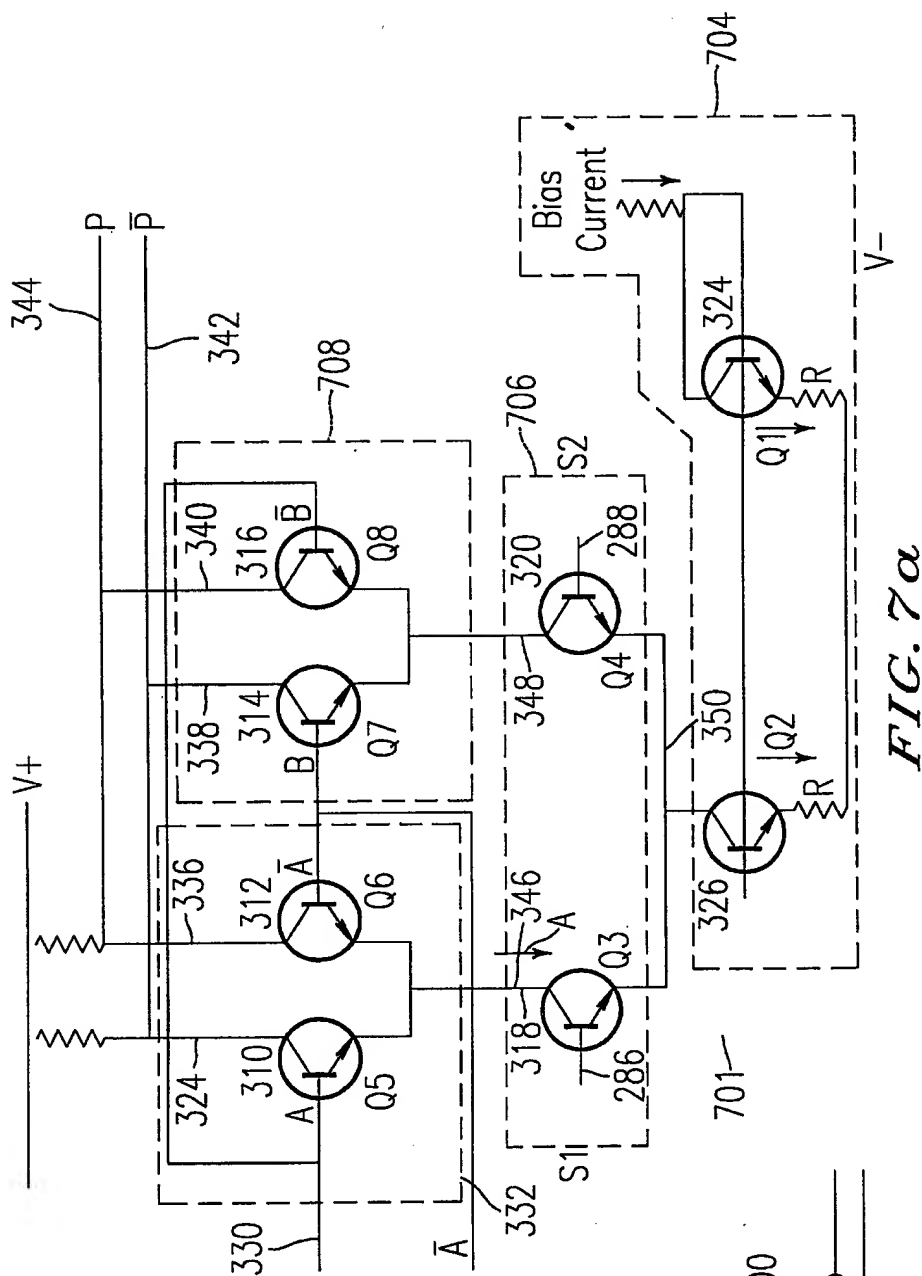 V+
344
P
P̅
342
324
336
338
340
708
310
312
314
316
A
A̅
B
B̅
Q5
Q6
Q7
Q8
330
332
A̅
S1
318
346
A
Q3
286
348
320
Q4
288
706
S2
350
701
326
Q2
R
324
Q1
R
Bias
Current
704
V−
00
FIG. 7a